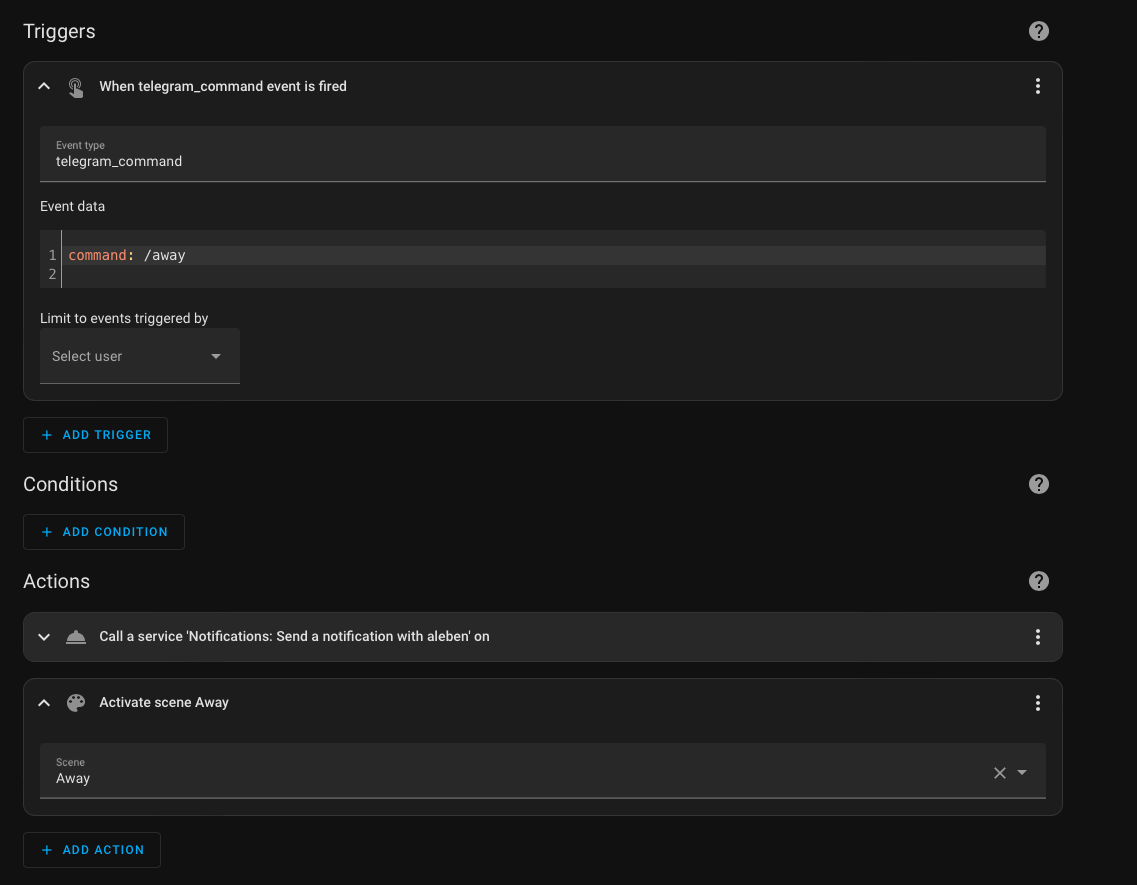 Triggers
When telegram_command event is fired
Event type
telegram_command
Event data
1 command: /away
2
Limit to events triggered by
Select user
+ ADD TRIGGER
Conditions
+ ADD CONDITION
Actions
Call a service 'Notifications: Send a notification with aleben' on
Activate scene Away
Scene
Away
+ ADD ACTION